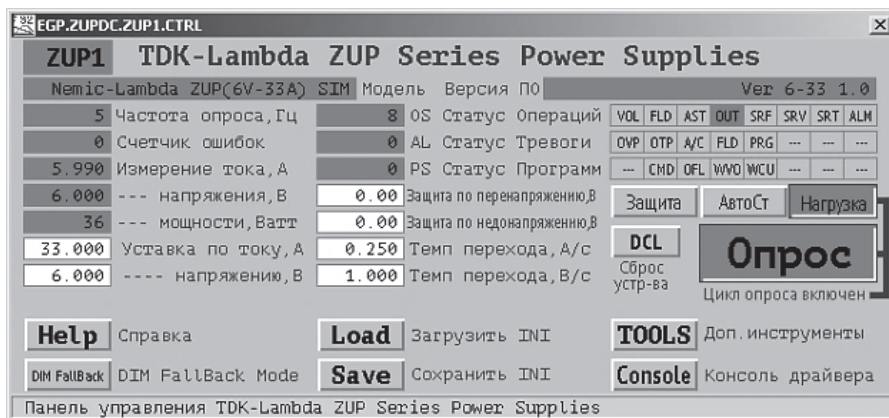 EGP.ZUPDC.ZUP1.CTRL
ZUP1 TDK-Lambda ZUP Series Power Supplies
Nemic-Lambda ZUP(6V-33A) SIM Модель Версия ПО Ver 6-33 1.0
5 Частота опроса,Гц 8 OS Статус Операций VOL FLD AST OUT SRF SRV SRT ALM
0 Счетчик ошибок 0 AL Статус Тревоги OVP OTP A/C FLD PRG --- --- ---
5.990 Измерение тока,А 0 PS Статус Программ --- CMD OFL WVO WCU --- --- ---
6.000 --- напряжения,В 0.00 Защита по перенапряжению,В Защита АвтоСт Нагрузка
36 --- мощности,Ватт 0.00 Защита по недонапряжению,В
33.000 Уставка по току,А 0.250 Темп перехода,А/с DCL Опрос
6.000 ---- напряжению,В 1.000 Темп перехода,В/с Сброс устр-ва
Цикл опроса включен
Help Справка Load Загрузить INI TOOLS Доп.инструменты
DIM FallBack DIM FallBack Mode Save Сохранить INI Console Консоль драйвера
Панель управления TDK-Lambda ZUP Series Power Supplies